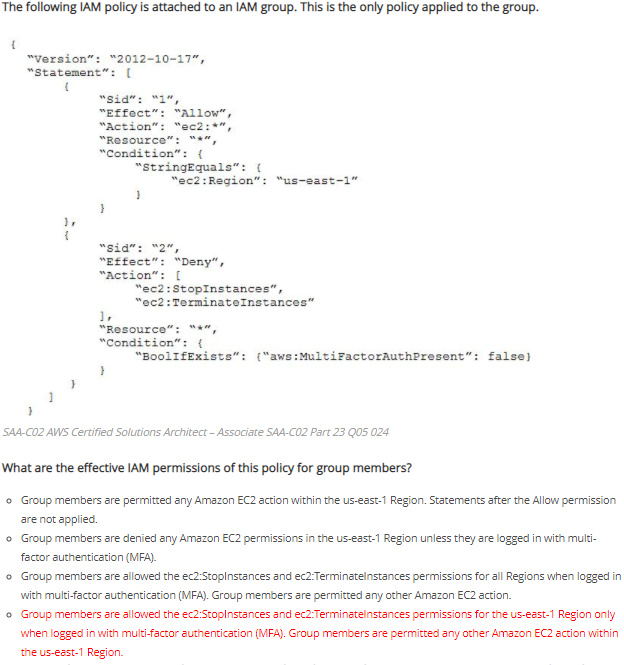 The following IAM policy is attached to an IAM group. This is the only policy applied to the group.
{
“Version”: “2012-10-17”,
“Statement”: [
{
“Sid”: “1”,
“Effect”: “Allow”,
“Action”: “ec2:*”,
“Resource”: “*”,
“Condition”: {
“StringEquals”: {
“ec2:Region”: “us-east-1”
}
}
},
{
“Sid”: “2”,
“Effect”: “Deny”,
“Action”: [
“ec2:StopInstances”,
“ec2:TerminateInstances”
],
“Resource”: “*”,
“Condition”: {
“BoolIfExists”: {“aws:MultiFactorAuthPresent”: false}
}
}
]
}
SAA-C02 AWS Certified Solutions Architect – Associate SAA-C02 Part 23 Q05 024
What are the effective IAM permissions of this policy for group members?
Group members are permitted any Amazon EC2 action within the us-east-1 Region. Statements after the Allow permission
are not applied.
Group members are denied any Amazon EC2 permissions in the us-east-1 Region unless they are logged in with multi-
factor authentication (MFA).
Group members are allowed the ec2:StopInstances and ec2:TerminateInstances permissions for all Regions when logged in
with multi-factor authentication (MFA). Group members are permitted any other Amazon EC2 action.
Group members are allowed the ec2:StopInstances and ec2:TerminateInstances permissions for the us-east-1 Region only
when logged in with multi-factor authentication (MFA). Group members are permitted any other Amazon EC2 action within
the us-east-1 Region.